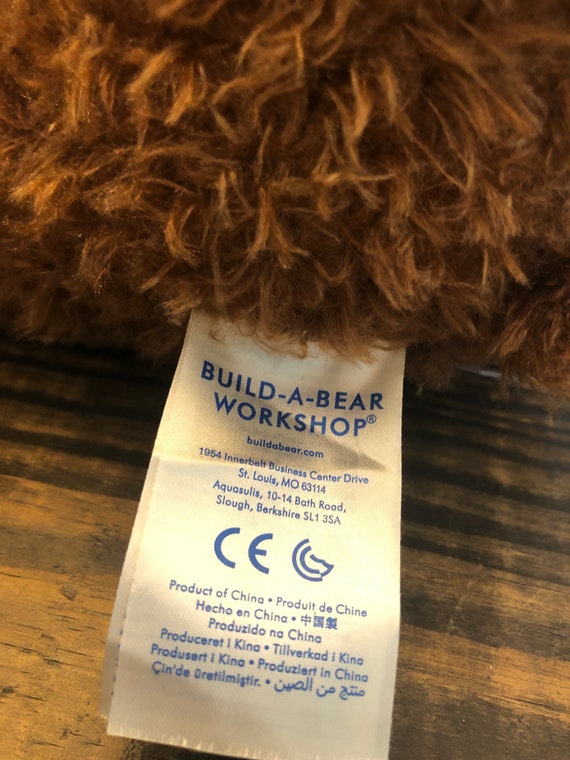 BUILD-A-BEAR
WORKSHOP®
buildabear.com
1954 Innerbelt Business Center Drive
St. Louis, MO 63114
Aquasulis, 10-14 Bath Road,
Slough, Berkshire SL1 3SA
CE
Product of China • Produit de Chine
Hecho en China • 中国製
Produzido na China
Produceret i Kina • Tillverkad i Kina
Produsert i Kina • Produziert in China
Çin'de üretilmiştir. • منتج من الصين